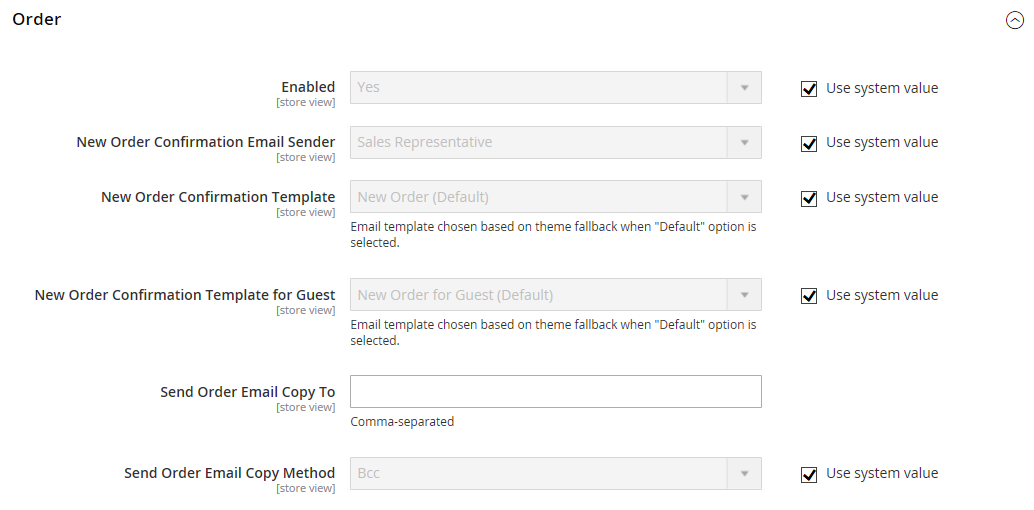 Order
Enabled
[store view]
Yes
Use system value
New Order Confirmation Email Sender
[store view]
Sales Representative
Use system value
New Order Confirmation Template
[store view]
New Order (Default)
Use system value
Email template chosen based on theme fallback when "Default" option is
selected.
New Order Confirmation Template for Guest
[store view]
New Order for Guest (Default)
Use system value
Email template chosen based on theme fallback when "Default" option is
selected.
Send Order Email Copy To
[store view]
Comma-separated
Send Order Email Copy Method
[store view]
Bcc
Use system value